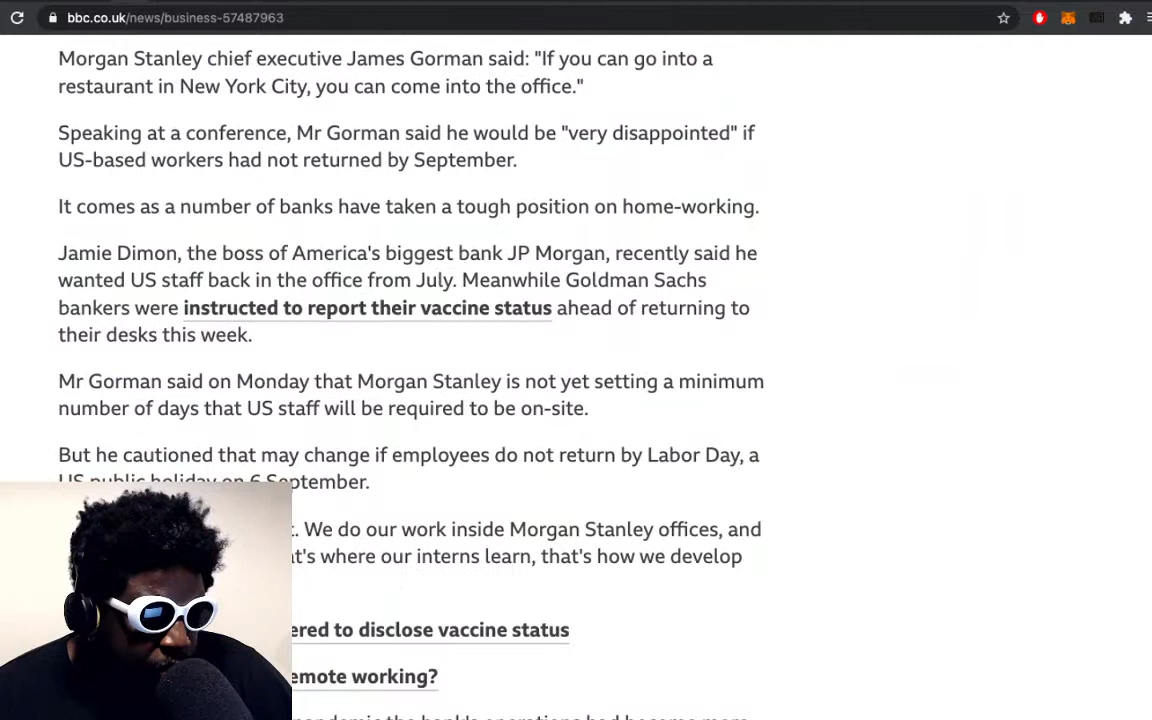 bbc.co.uk/news/business-57487963
Morgan Stanley chief executive James Gorman said: "If you can go into a
restaurant in New York City, you can come into the office."
Speaking at a conference, Mr Gorman said he would be "very disappointed" if
US-based workers had not returned by September.
It comes as a number of banks have taken a tough position on home-working.
Jamie Dimon, the boss of America's biggest bank JP Morgan, recently said he
wanted US staff back in the office from July. Meanwhile Goldman Sachs
bankers were instructed to report their vaccine status ahead of returning to
their desks this week.
Mr Gorman said on Monday that Morgan Stanley is not yet setting a minimum
number of days that US staff will be required to be on-site.
But he cautioned that may change if employees do not return by Labor Day, a
US public holiday on 6 September.
t. We do our work inside Morgan Stanley offices, and
at's where our interns learn, that's how we develop
ered to disclose vaccine status
emote working?